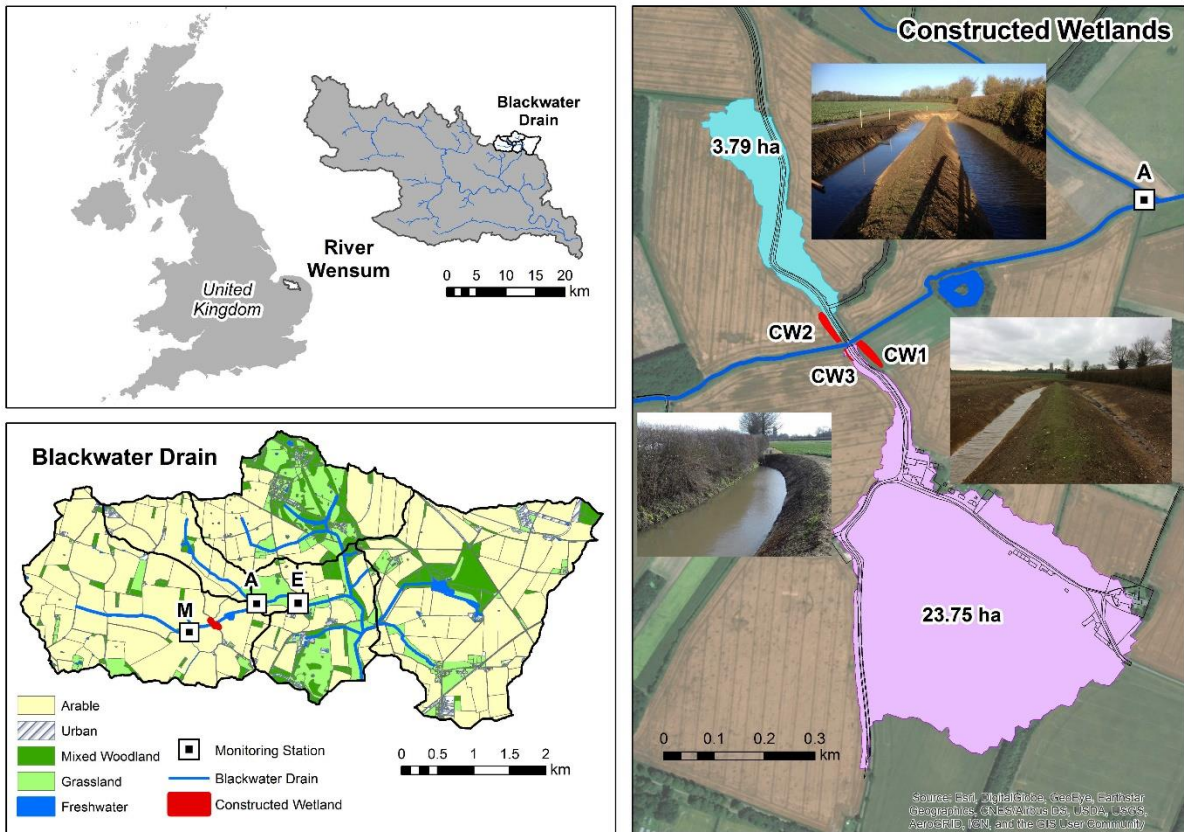 Blackwater
Drain
River
Wensum
0 5 10 15 20
km
United
Kingdom
Blackwater Drain
M
A
E
Arable
Urban
Mixed Woodland
Grassland
Freshwater
Monitoring Station
Blackwater Drain
Constructed Wetland
0 0.5 1 1.5 2
km
Constructed Wetlands
3.79 ha
A
CW2
CW1
CW3
23.75 ha
0 0.1 0.2 0.3
km
Source: Esri, DigitalGlobe, GeoEye, Earthstar
Geographics, CNES/Airbus DS, USDA, USGS,
AeroGRID, IGN, and the GIS User Community